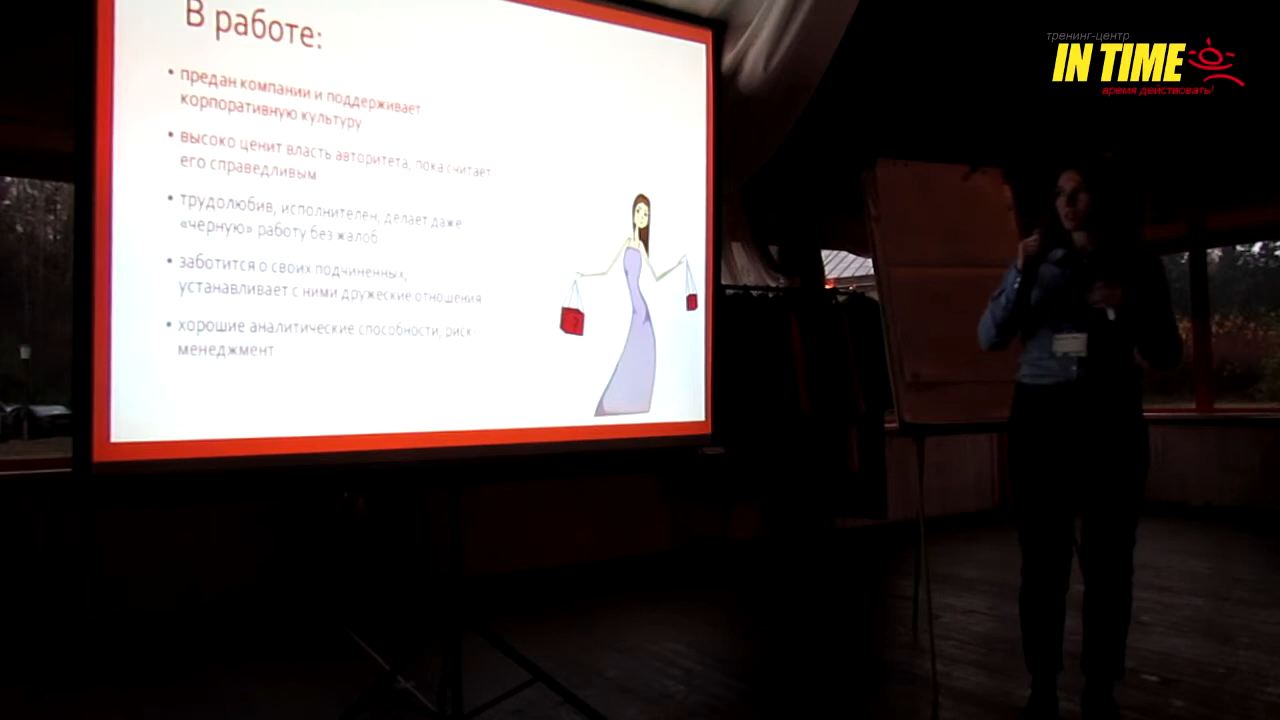 В работе:
• предан компании и поддерживает
корпоративную культуру
• высоко ценит власть авторитета, пока считает
его справедливым
• трудолюбив, исполнителен, делает даже
«черную» работу без жалоб
• заботится о своих подчиненных,
устанавливает с ними дружеские отношения
• хорошие аналитические способности, риск-
менеджмент
тренинг-центр
IN TIME
время действовать!